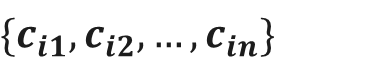 {c_{i1}, c_{i2}, ..., c_{in}}